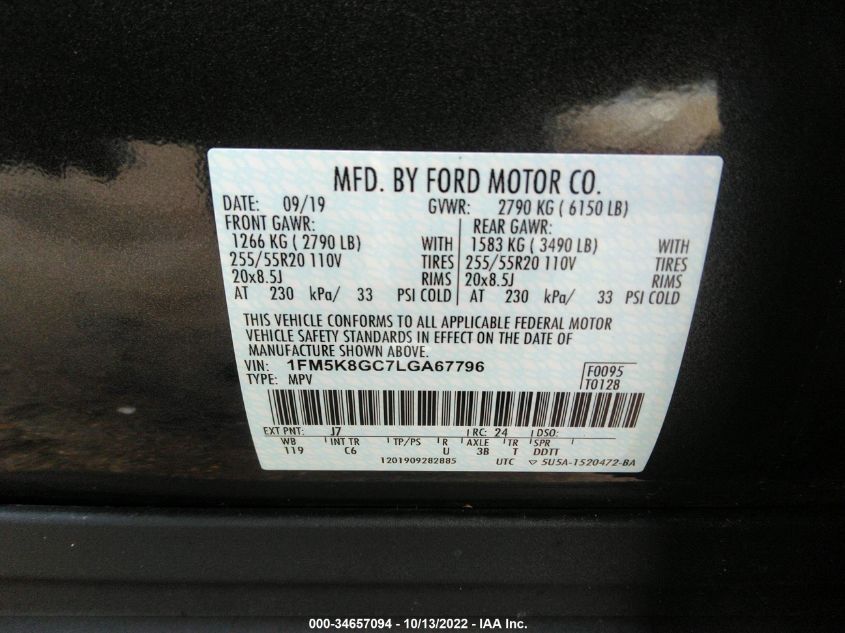 MFD. BY FORD MOTOR CO.
DATE: 09/19 GVWR: 2790 KG ( 6150 LB)
FRONT GAWR: REAR GAWR:
1266 KG ( 2790 LB) WITH 1583 KG ( 3490 LB) WITH
255/55R20 110V TIRES 255/55R20 110V TIRES
20x8.5J RIMS 20x8.5J RIMS
AT 230 kPa/ 33 PSI COLD AT 230 kPa/ 33 PSI COLD
THIS VEHICLE CONFORMS TO ALL APPLICABLE FEDERAL MOTOR
VEHICLE SAFETY STANDARDS IN EFFECT ON THE DATE OF
MANUFACTURE SHOWN ABOVE.
VIN: 1FM5K8GC7LGA67796 F0095
TYPE: MPV T0128
EXT PNT: J7 RC: 24 DSO:
WB INT TR TP/PS R AXLE TR SPR
119 C6 U 3B T DDTT
1201909282885 UTC ▽ 5U5A-1520472-BA
000-34657094 - 10/13/2022 - IAA Inc.